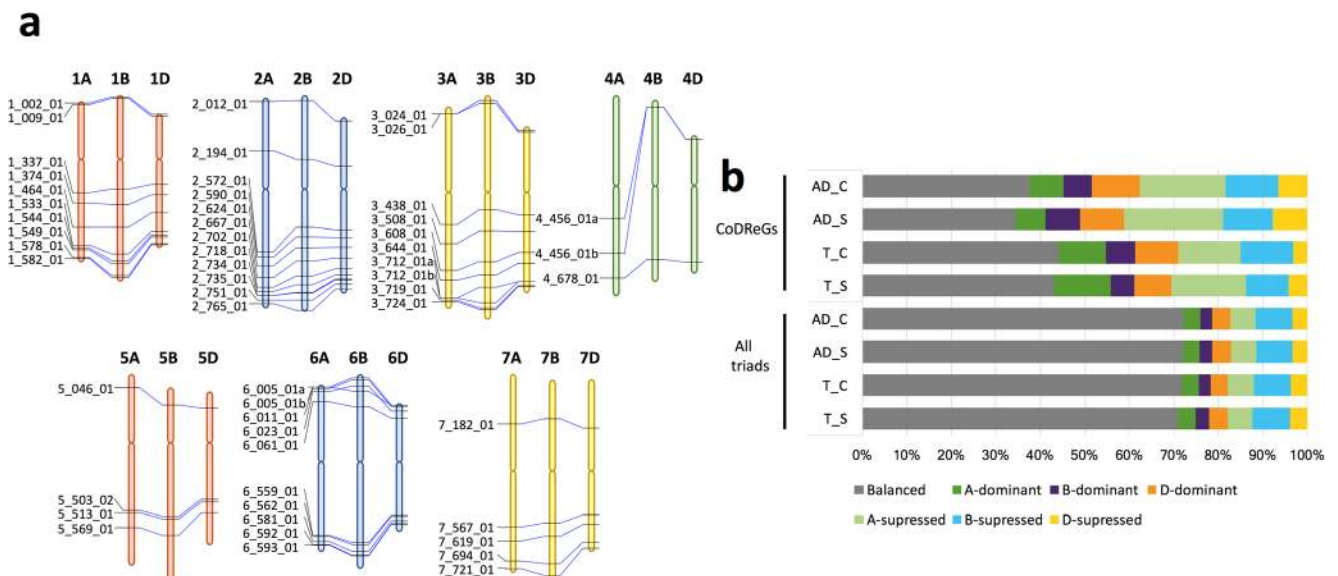 a
1A 1B 1D
1_002_01
1_009_01
1_337_01
1_374_01
1_464_01
1_533_01
1_544_01
1_549_01
1_578_01
1_582_01
2A 2B 2D
2_012_01
2_194_01
2_572_01
2_590_01
2_624_01
2_667_01
2_702_01
2_718_01
2_734_01
2_735_01
2_751_01
2_765_01
3A 3B 3D
3_024_01
3_026_01
3_438_01
3_508_01
3_608_01
3_644_01
3_712_01a
3_712_01b
3_719_01
3_724_01
4A 4B 4D
4_456_01a
4_456_01b
4_678_01
5A 5B 5D
5_046_01
5_503_02
5_513_01
5_569_01
6A 6B 6D
6_005_01a
6_005_01b
6_011_01
6_023_01
6_061_01
6_559_01
6_562_01
6_581_01
6_592_01
6_593_01
7A 7B 7D
7_182_01
7_567_01
7_619_01
7_694_01
7_721_01
b
CoDReGs
AD_C
AD_S
T_C
T_S
All
triads
AD_C
AD_S
T_C
T_S
0% 10% 20% 30% 40% 50% 60% 70% 80% 90% 100%
Balanced A-dominant B-dominant D-dominant
A-supressed B-supressed D-supressed